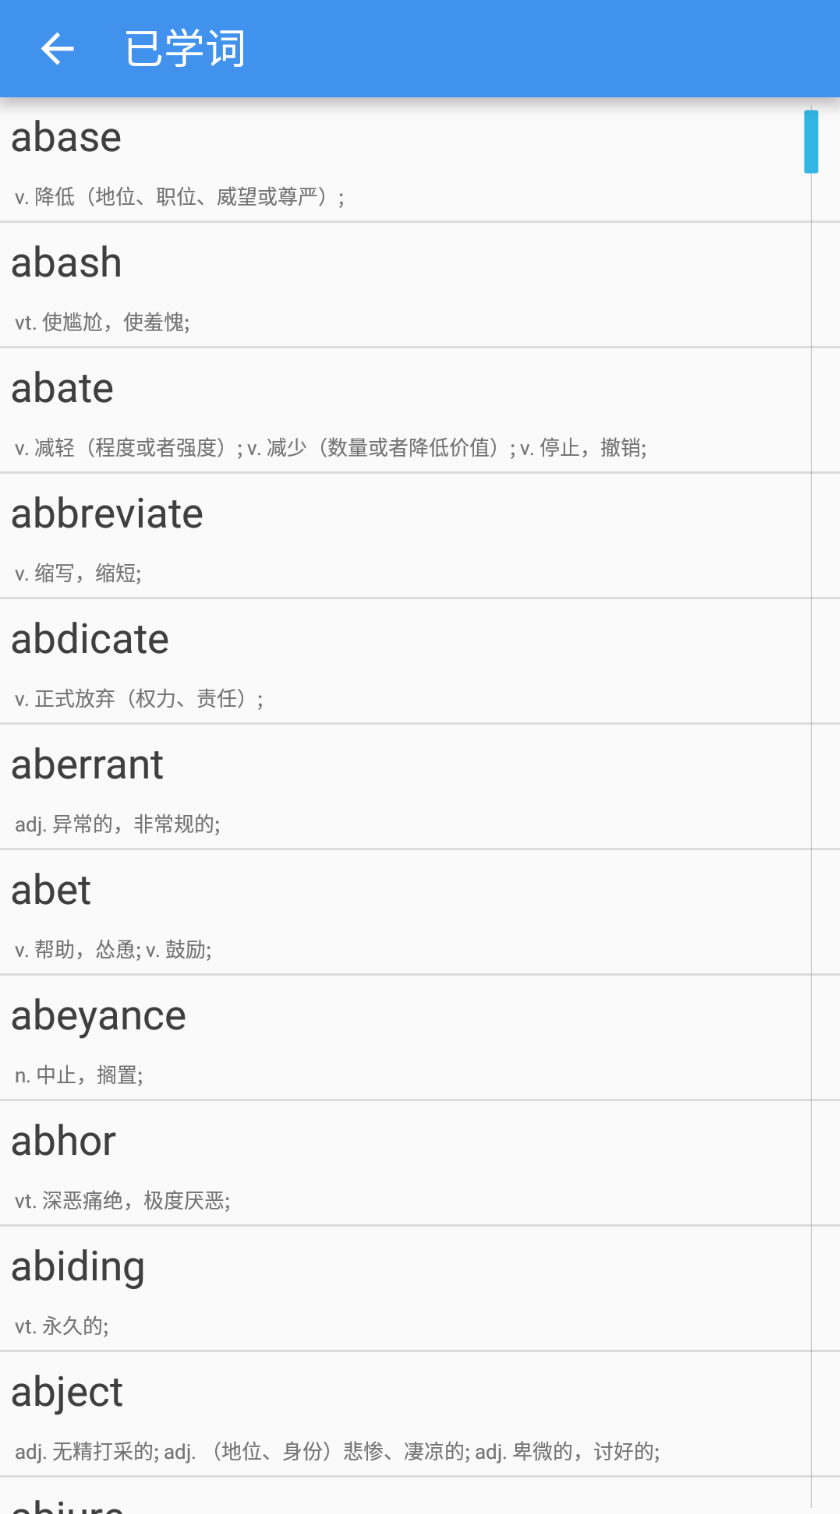 已学词
abase
v. 降低（地位、职位、威望或尊严）;
abash
vt. 使尴尬，使羞愧;
abate
v. 减轻（程度或者强度）; v. 减少（数量或者降低价值）; v. 停止，撤销;
abbreviate
v. 缩写，缩短;
abdicate
v. 正式放弃（权力、责任）;
aberrant
adj. 异常的，非常规的;
abet
v. 帮助，怂恿; v. 鼓励;
abeyance
n. 中止，搁置;
abhor
vt. 深恶痛绝，极度厌恶;
abiding
vt. 永久的;
abject
adj. 无精打采的; adj. （地位、身份）悲惨、凄凉的; adj. 卑微的，讨好的;